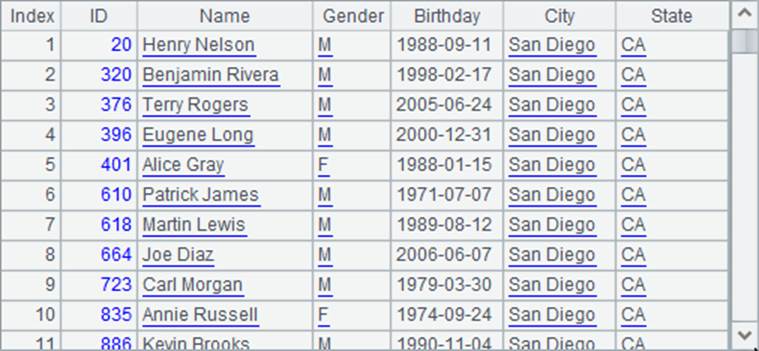 Index ID Name Gender Birthday City State
1 20 Henry Nelson M 1988-09-11 San Diego CA
2 320 Benjamin Rivera M 1998-02-17 San Diego CA
3 376 Terry Rogers M 2005-06-24 San Diego CA
4 396 Eugene Long M 2000-12-31 San Diego CA
5 401 Alice Gray F 1988-01-15 San Diego CA
6 610 Patrick James M 1971-07-07 San Diego CA
7 618 Martin Lewis M 1989-08-12 San Diego CA
8 664 Joe Diaz M 2006-06-07 San Diego CA
9 723 Carl Morgan M 1979-03-30 San Diego CA
10 835 Annie Russell F 1974-09-24 San Diego CA
11 886 Kevin Brooks M 1990-11-04 San Diego CA